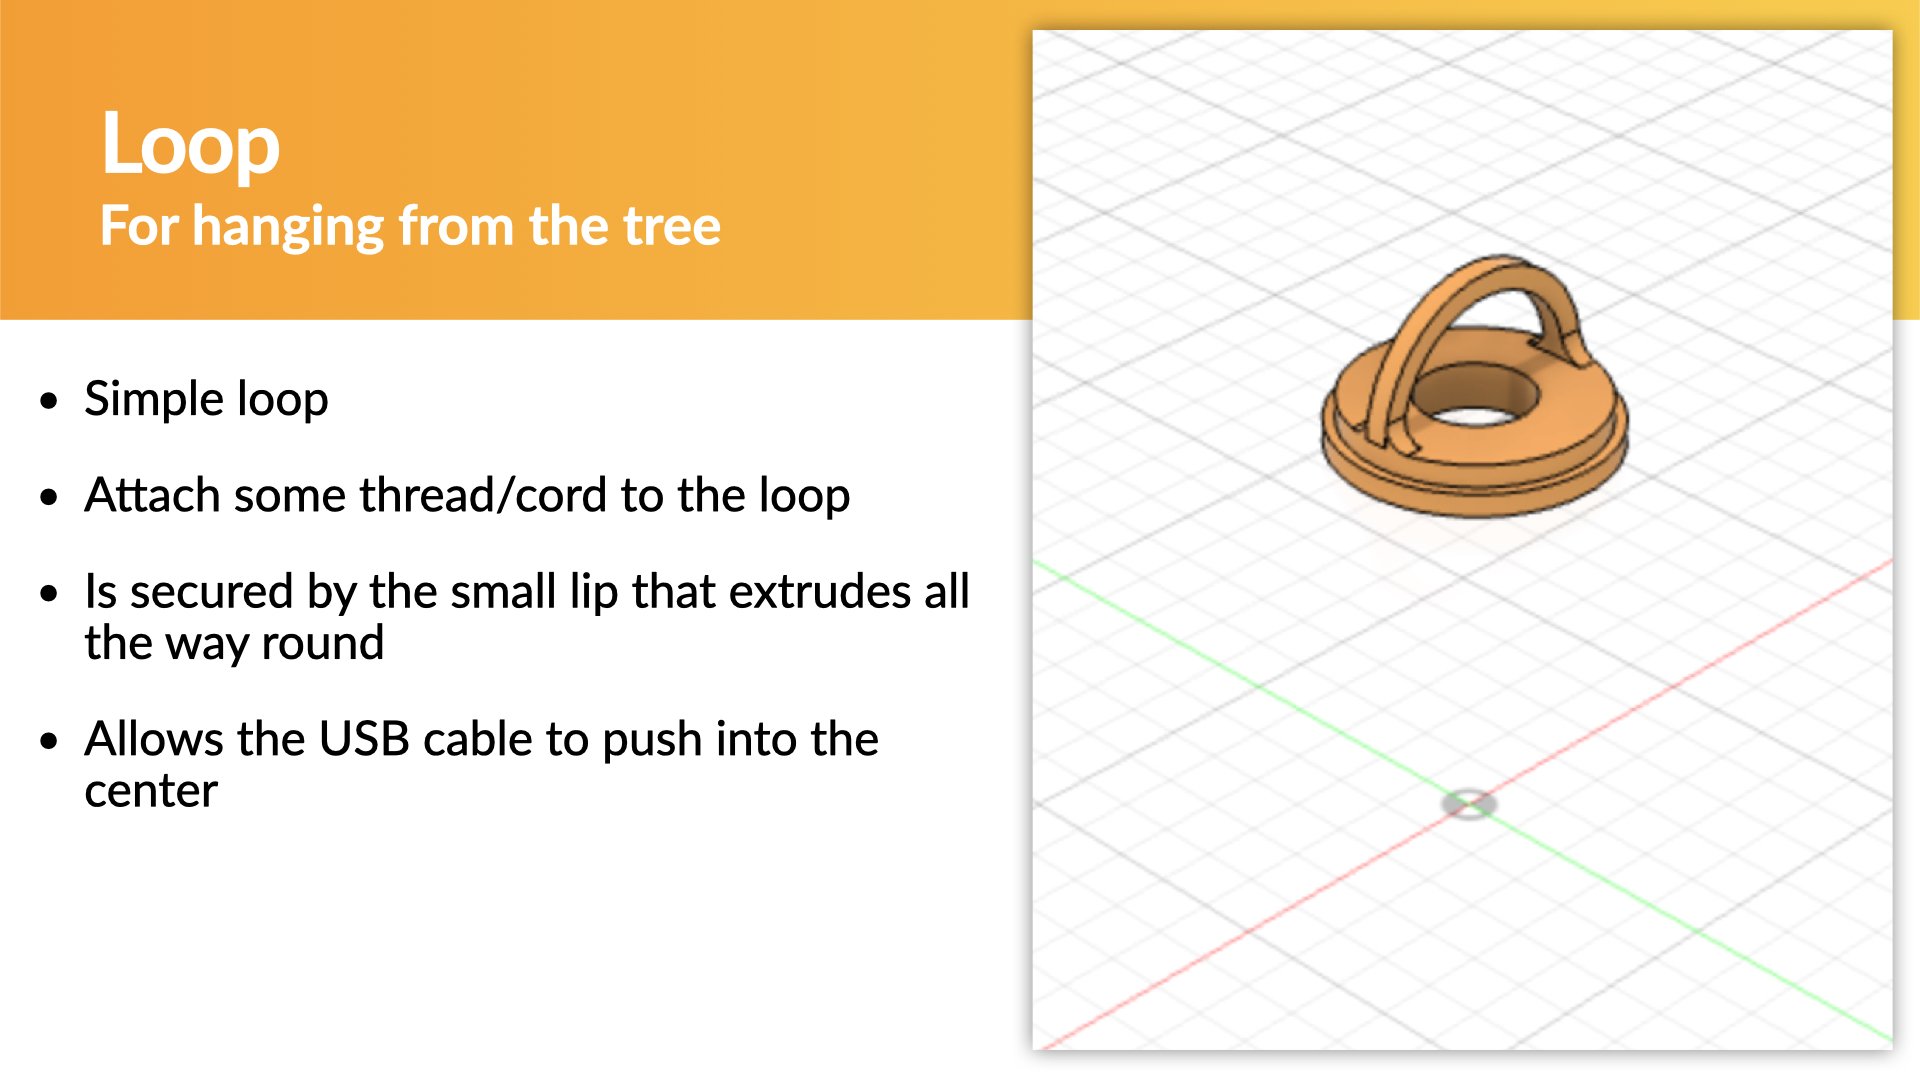 Loop
For hanging from the tree
• Simple loop
• Attach some thread/cord to the loop
• Is secured by the small lip that extrudes all
the way round
• Allows the USB cable to push into the
center